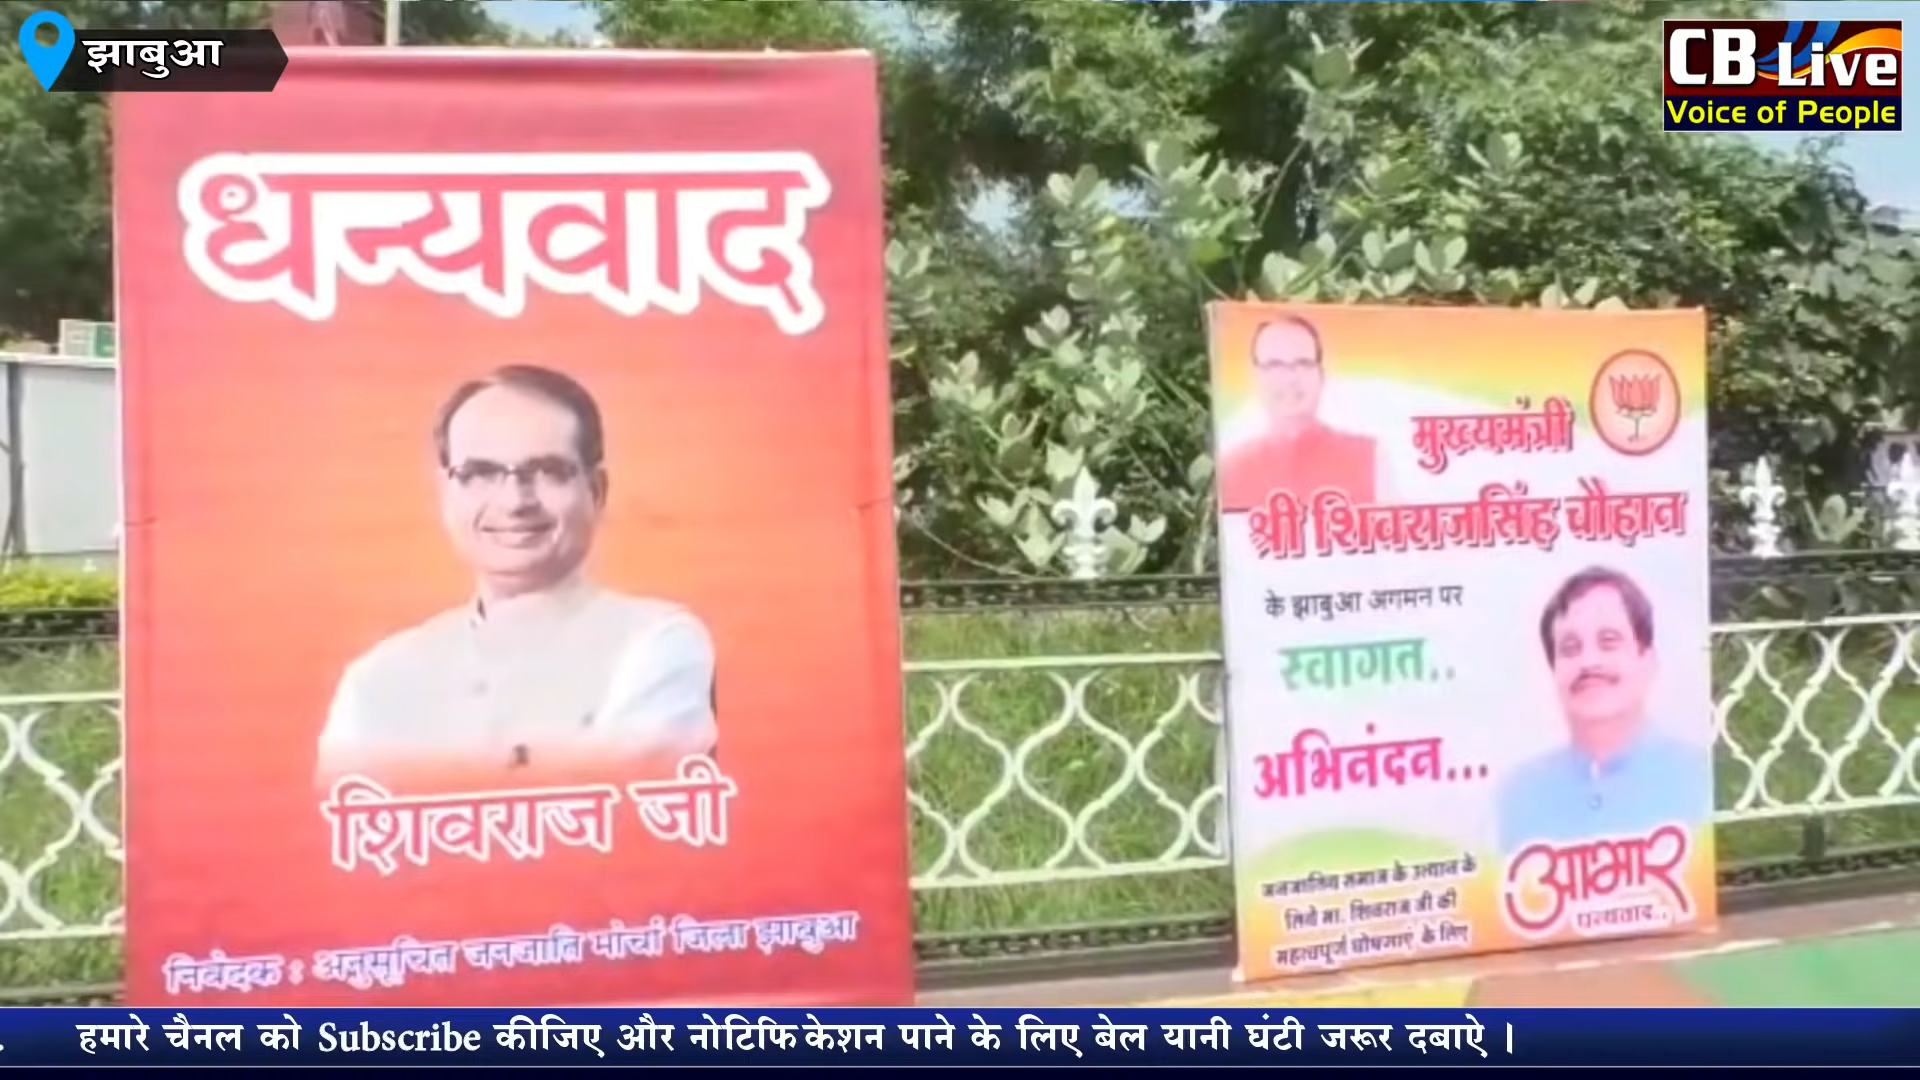 झाबुआ
CB Live
Voice of People
धन्यवाद
शिवराज जी
निवेदक : अनुसूचित जनजाति मोर्चा जिला झाबुआ
मुख्यमंत्री
श्री शिवराजसिंह चौहान
के झाबुआ अगमन पर
स्वागत..
अभिनंदन...
जनजातिय समाज के उत्थान के
लिये मा. शिवराज जी की
महत्वपूर्ण घोषणाएं के लिए
आभार
धन्यवाद..
हमारे चैनल को Subscribe कीजिए और नोटिफिकेशन पाने के लिए बेल यानी घंटी जरूर दबाऐ |